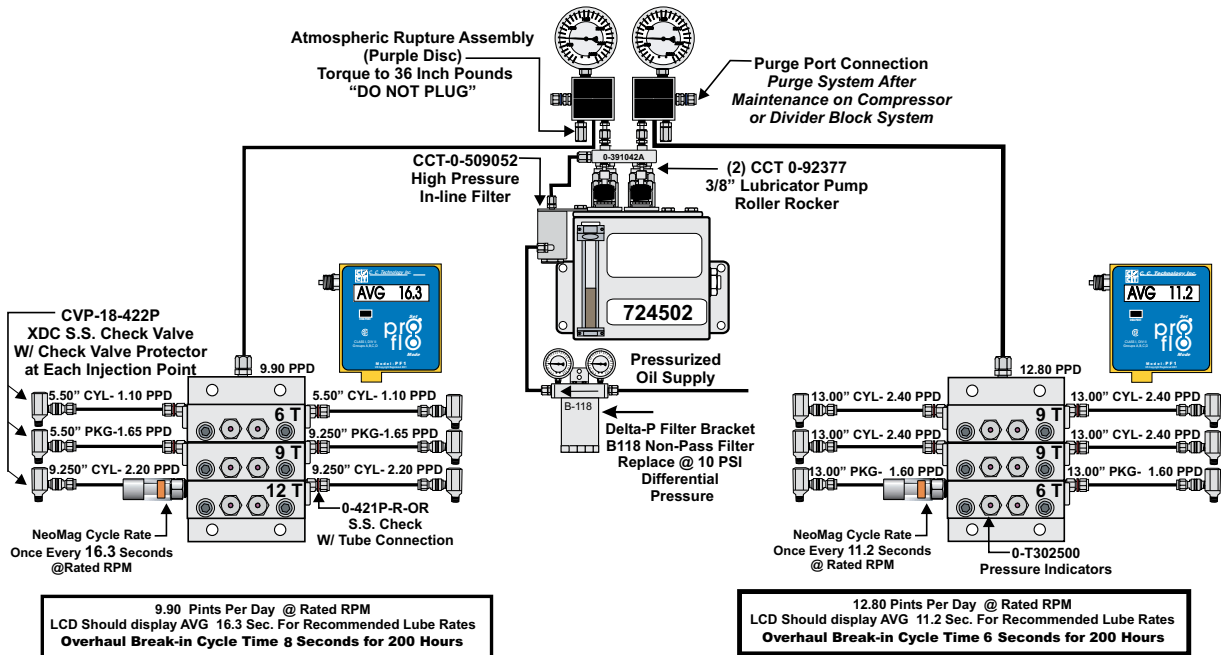 Atmospheric Rupture Assembly
(Purple Disc)
Torque to 36 Inch Pounds
“DO NOT PLUG”
Purge Port Connection
Purge System After
Maintenance on Compressor
or Divider Block System
0-391042A
CCT-0-509052
High Pressure
In-line Filter
(2) CCT 0-92377
3/8” Lubricator Pump
Roller Rocker
724502
C. C. Technology Inc.
AVG 16.3
Set
pro
flo
Mode
Model: PF1
C. C. Technology Inc.
AVG 11.2
Set
pro
flo
Mode
Model: PF1
CVP-18-422P
XDC S.S. Check Valve
W/ Check Valve Protector
at Each Injection Point
9.90 PPD
5.50” CYL- 1.10 PPD
5.50” CYL- 1.10 PPD
6 T
5.50” PKG-1.65 PPD
9.250” PKG-1.65 PPD
9 T
9.250” CYL- 2.20 PPD
9.250” CYL- 2.20 PPD
12 T
NeoMag Cycle Rate
Once Every 16.3 Seconds
@Rated RPM
0-421P-R-OR
S.S. Check
W/ Tube Connection
Pressurized
Oil Supply
B-118
Delta-P Filter Bracket
B118 Non-Pass Filter
Replace @ 10 PSI
Differential
Pressure
12.80 PPD
13.00” CYL- 2.40 PPD
13.00” CYL- 2.40 PPD
9 T
13.00” CYL- 2.40 PPD
13.00” CYL- 2.40 PPD
9 T
13.00” PKG- 1.60 PPD
13.00” PKG- 1.60 PPD
6 T
NeoMag Cycle Rate
Once Every 11.2 Seconds
@ Rated RPM
0-T302500
Pressure Indicators
9.90 Pints Per Day @ Rated RPM
LCD Should display AVG 16.3 Sec. For Recommended Lube Rates
Overhaul Break-in Cycle Time 8 Seconds for 200 Hours
12.80 Pints Per Day @ Rated RPM
LCD Should display AVG 11.2 Sec. For Recommended Lube Rates
Overhaul Break-in Cycle Time 6 Seconds for 200 Hours